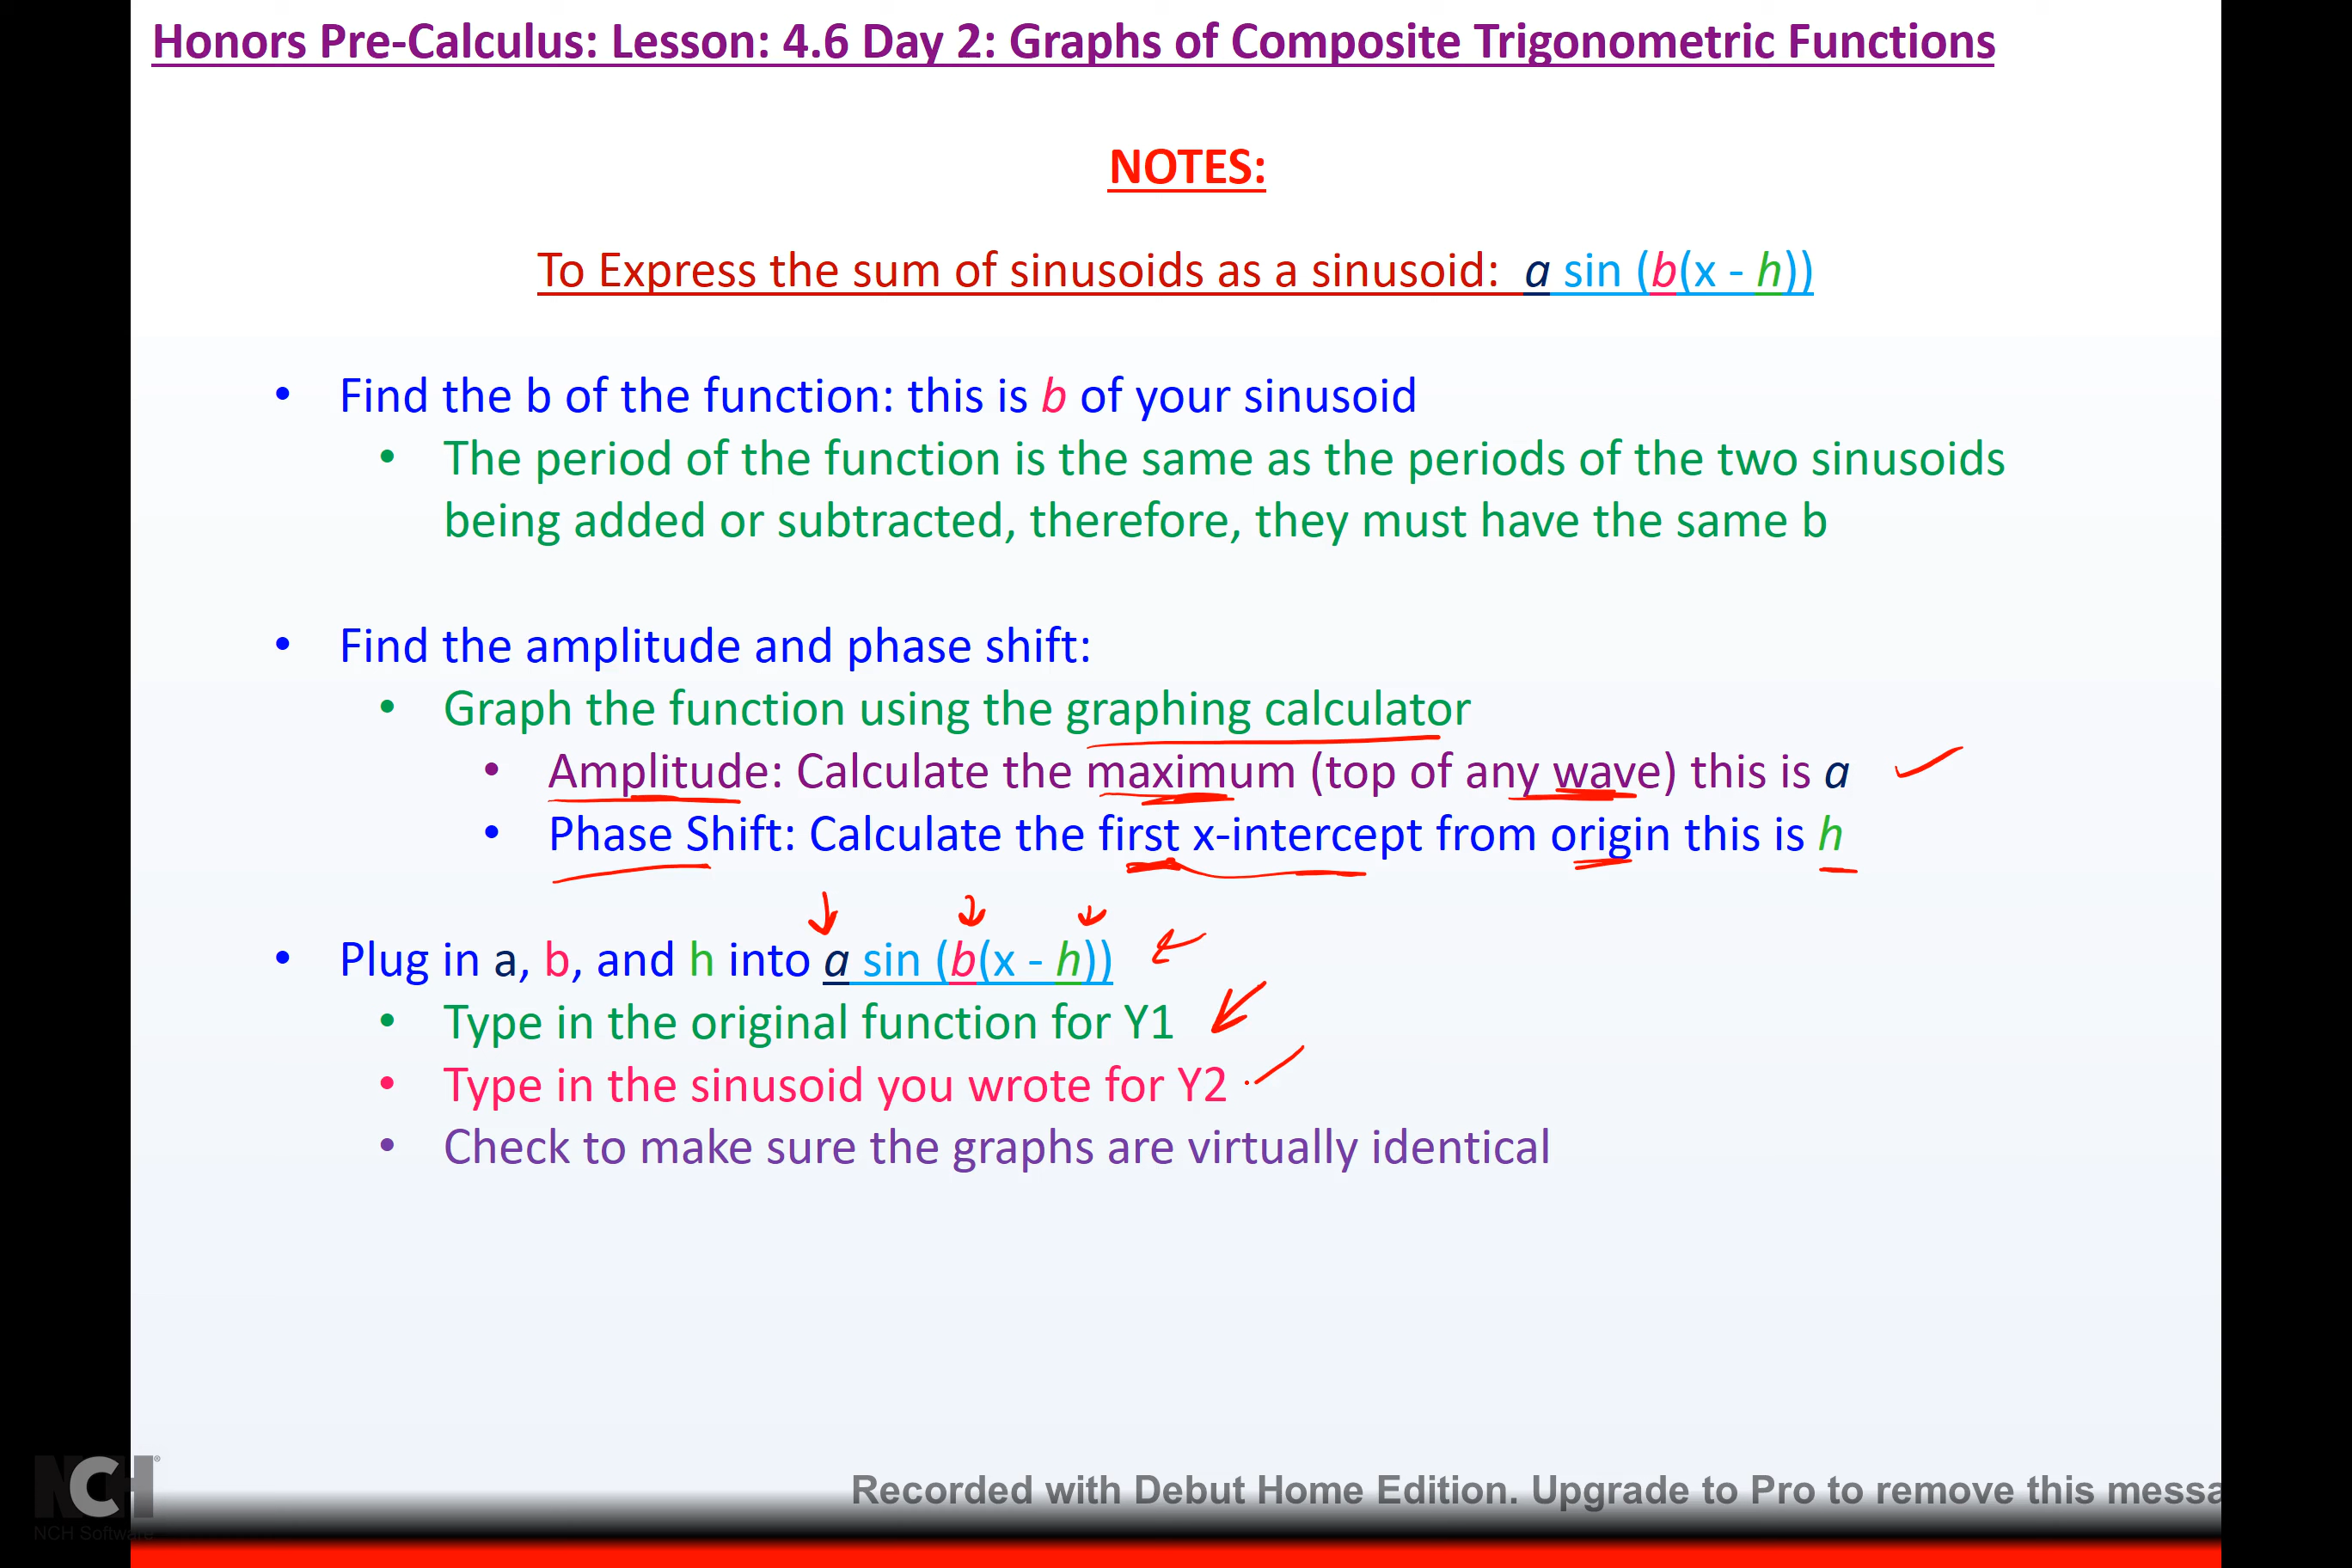 Honors Pre-Calculus: Lesson: 4.6 Day 2: Graphs of Composite Trigonometric Functions
NOTES:
To Express the sum of sinusoids as a sinusoid: a sin (b(x - h))
• Find the b of the function: this is b of your sinusoid
• The period of the function is the same as the periods of the two sinusoids
being added or subtracted, therefore, they must have the same b
• Find the amplitude and phase shift:
• Graph the function using the graphing calculator
• Amplitude: Calculate the maximum (top of any wave) this is a
• Phase Shift: Calculate the first x-intercept from origin this is h
• Plug in a, b, and h into a sin (b(x - h))
• Type in the original function for Y1
• Type in the sinusoid you wrote for Y2
• Check to make sure the graphs are virtually identical
NCH®
NCH Software
Recorded with Debut Home Edition. Upgrade to Pro to remove this messa